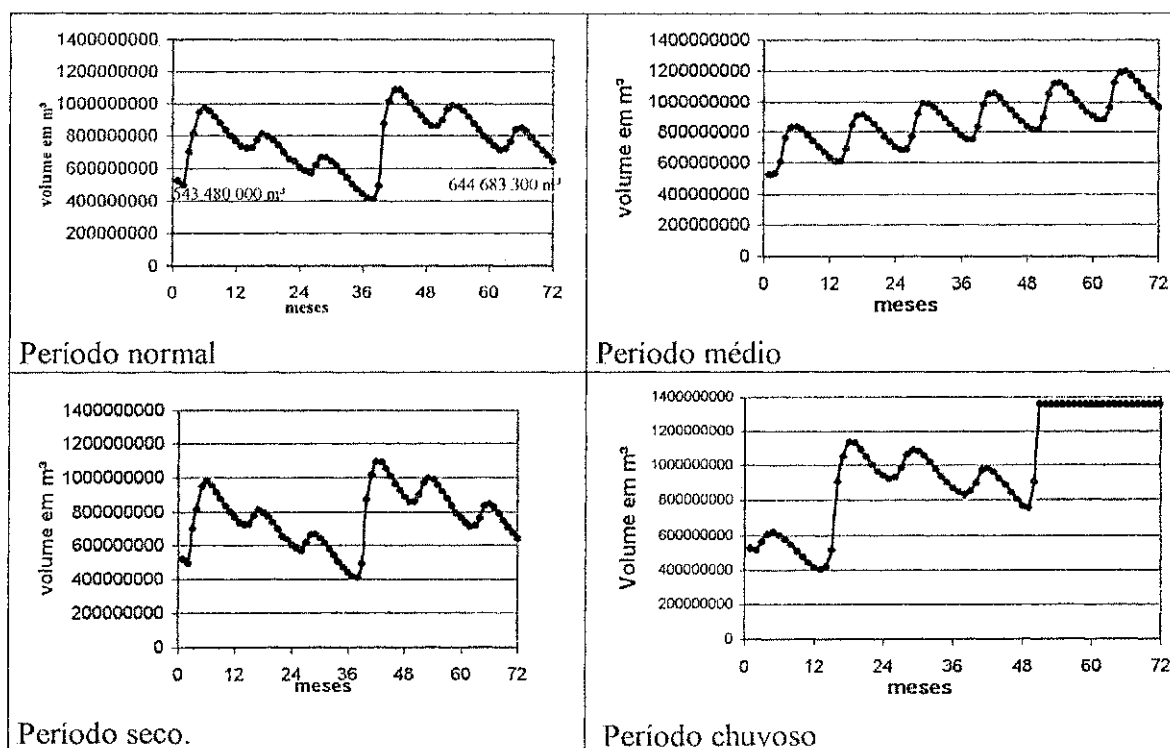 1400000000
1200000000
1000000000
800000000
600000000
400000000
200000000
0
volume em m³
543 480 000 m³
644 683 300 m³
0 12 24 36 48 60 72
meses
Período normal
1400000000
1200000000
1000000000
800000000
600000000
400000000
200000000
0
volume em m³
0 12 24 36 48 60 72
meses
Período médio
1400000000
1200000000
1000000000
800000000
600000000
400000000
200000000
0
volume em m³
0 12 24 36 48 60 72
meses
Período seco.
1400000000
1200000000
1000000000
800000000
600000000
400000000
200000000
0
Volume em m³
0 12 24 36 48 60 72
meses
Período chuvoso